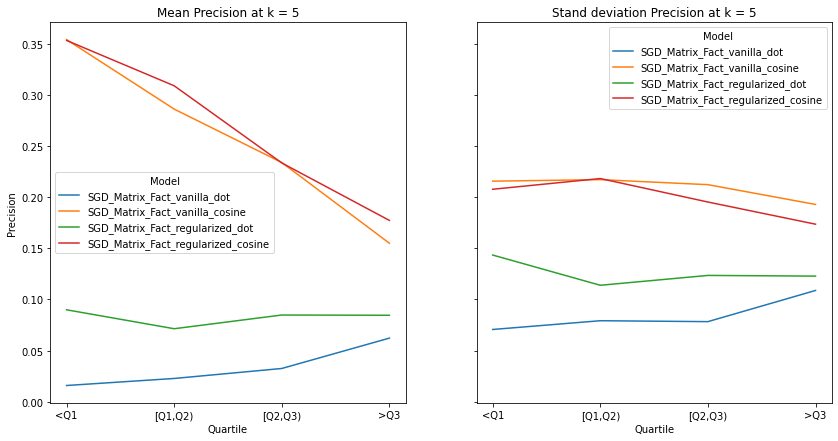 Mean Precision at k = 5
Precision
0.35
0.30
0.25
0.20
0.15
0.10
0.05
0.00
Model
SGD_Matrix_Fact_vanilla_dot
SGD_Matrix_Fact_vanilla_cosine
SGD_Matrix_Fact_regularized_dot
SGD_Matrix_Fact_regularized_cosine
<Q1 [Q1,Q2) [Q2,Q3) >Q3
Quartile
Stand deviation Precision at k = 5
Model
SGD_Matrix_Fact_vanilla_dot
SGD_Matrix_Fact_vanilla_cosine
SGD_Matrix_Fact_regularized_dot
SGD_Matrix_Fact_regularized_cosine
<Q1 [Q1,Q2) [Q2,Q3) >Q3
Quartile